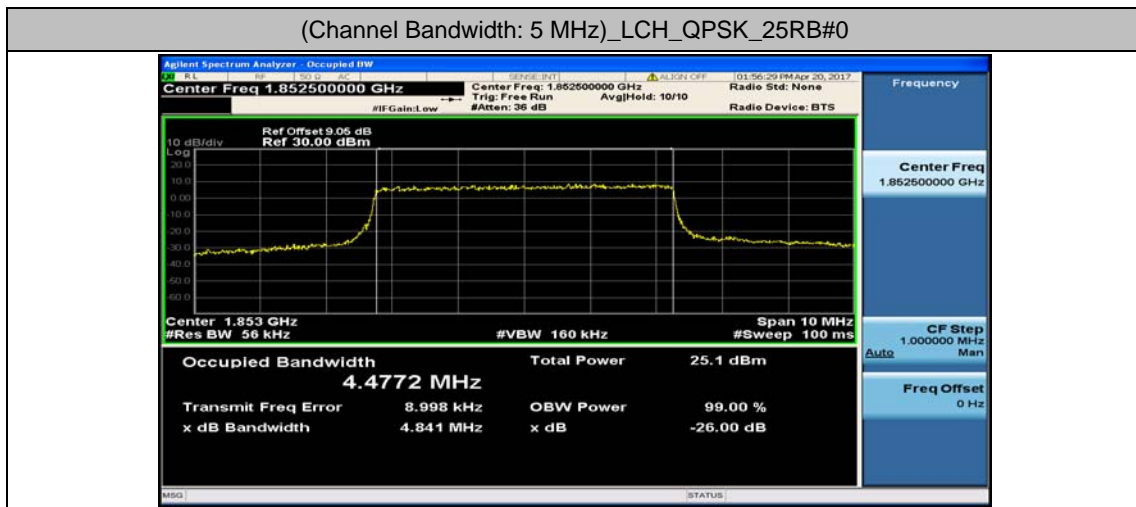 (Channel Bandwidth: 5 MHz)_LCH_QPSK_25RB#0
Agilent Spectrum Analyzer - Occupied BW
RL RF 50 Ω AC SENSE:INT ALIGN OFF 01:56:29 PM Apr 20, 2017
Center Freq 1.852500000 GHz
Center Freq: 1.852500000 GHz
Radio Std: None
Trig: Free Run Avg|Hold: 10/10
#IFGain:Low #Atten: 36 dB Radio Device: BTS
Ref Offset 9.05 dB
10 dB/div Ref 30.00 dBm
Log
20.0
10.0
0.00
-10.0
-20.0
-30.0
-40.0
-50.0
-60.0
Center 1.853 GHz Span 10 MHz
#Res BW 56 kHz #VBW 160 kHz #Sweep 100 ms
Occupied Bandwidth Total Power 25.1 dBm
4.4772 MHz
Transmit Freq Error 8.998 kHz OBW Power 99.00 %
x dB Bandwidth 4.841 MHz x dB -26.00 dB
Frequency
Center Freq
1.852500000 GHz
CF Step
1.000000 MHz
Auto Man
Freq Offset
0 Hz
MSG STATUS